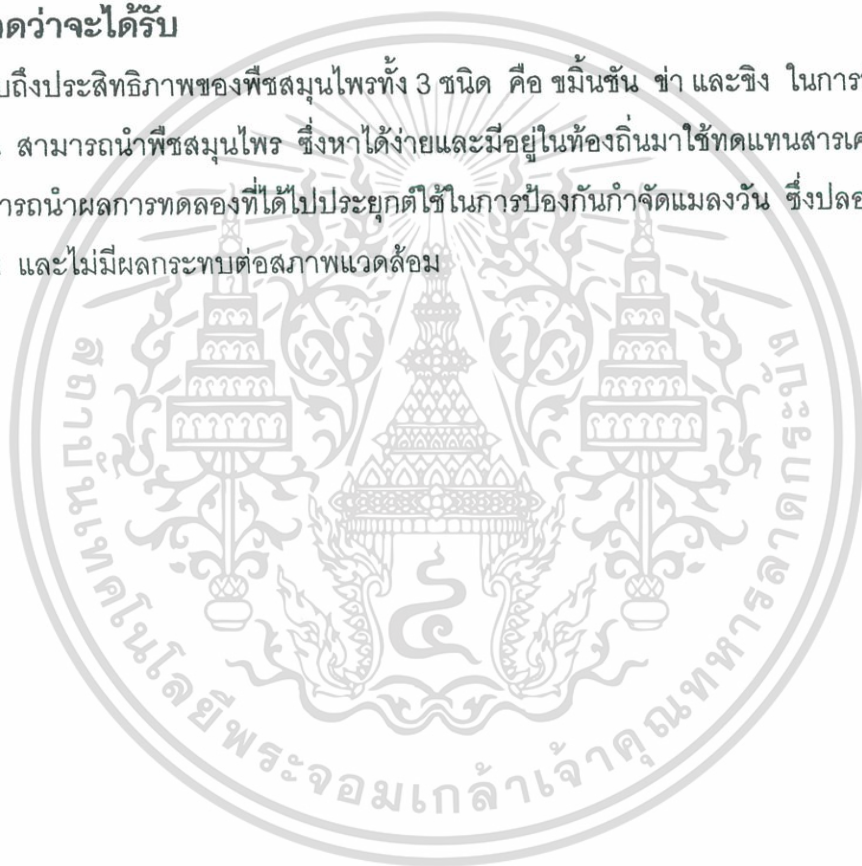 าดว่าจะได้รับ
บถึงประสิทธิภาพของพืชสมุนไพรทั้ง 3 ชนิด คือ ขมิ้นชัน ข่า และขิง ในการ
สามารถนำพืชสมุนไพร ซึ่งหาได้ง่ายและมีอยู่ในท้องถิ่นมาใช้ทดแทนสารเค
ารถนำผลการทดลองที่ได้ไปประยุกต์ใช้ในการป้องกันกำจัดแมลงวัน ซึ่งปลอ
และไม่มีผลกระทบต่อสภาพแวดล้อม
สถาบันเทคโนโลยีพระจอมเกล้าเจ้าคุณทหารลาดกระบัง